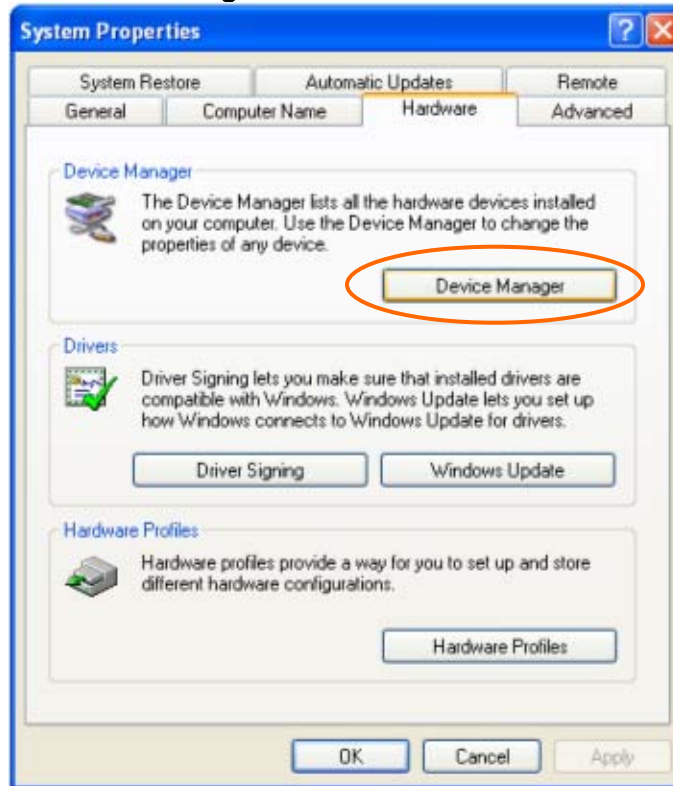 System Properties
System Restore Automatic Updates Remote
General Computer Name Hardware Advanced
Device Manager
The Device Manager lists all the hardware devices installed
on your computer. Use the Device Manager to change the
properties of any device.
Device Manager
Drivers
Driver Signing lets you make sure that installed drivers are
compatible with Windows. Windows Update lets you set up
how Windows connects to Windows Update for drivers.
Driver Signing Windows Update
Hardware Profiles
Hardware profiles provide a way for you to set up and store
different hardware configurations.
Hardware Profiles
OK Cancel Apply